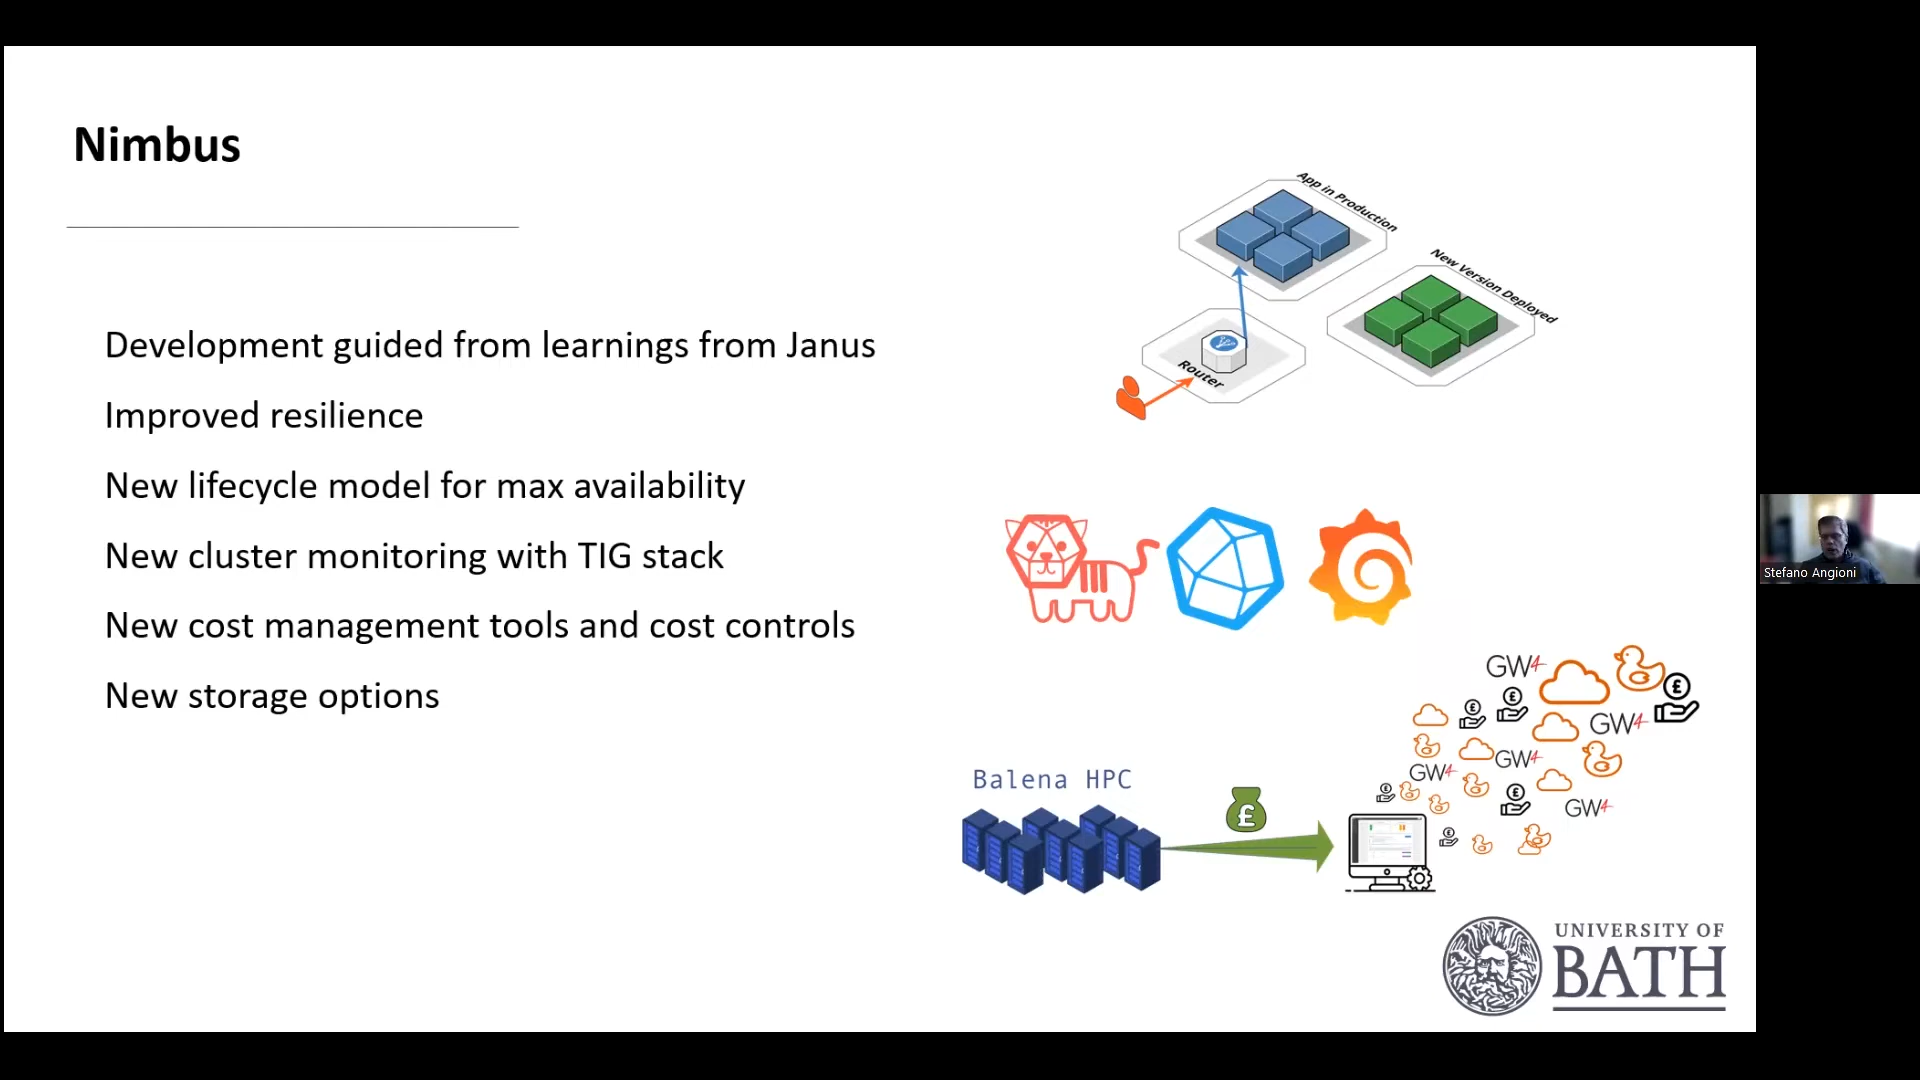 Nimbus
Development guided from learnings from Janus
Improved resilience
New lifecycle model for max availability
New cluster monitoring with TIG stack
New cost management tools and cost controls
New storage options
App in Production
New Version Deployed
Router
GW4
GW4
GW4
GW4
GW4
Balena HPC
£
£
£
£
£
£
£
UNIVERSITY OF
BATH
Stefano Angioni